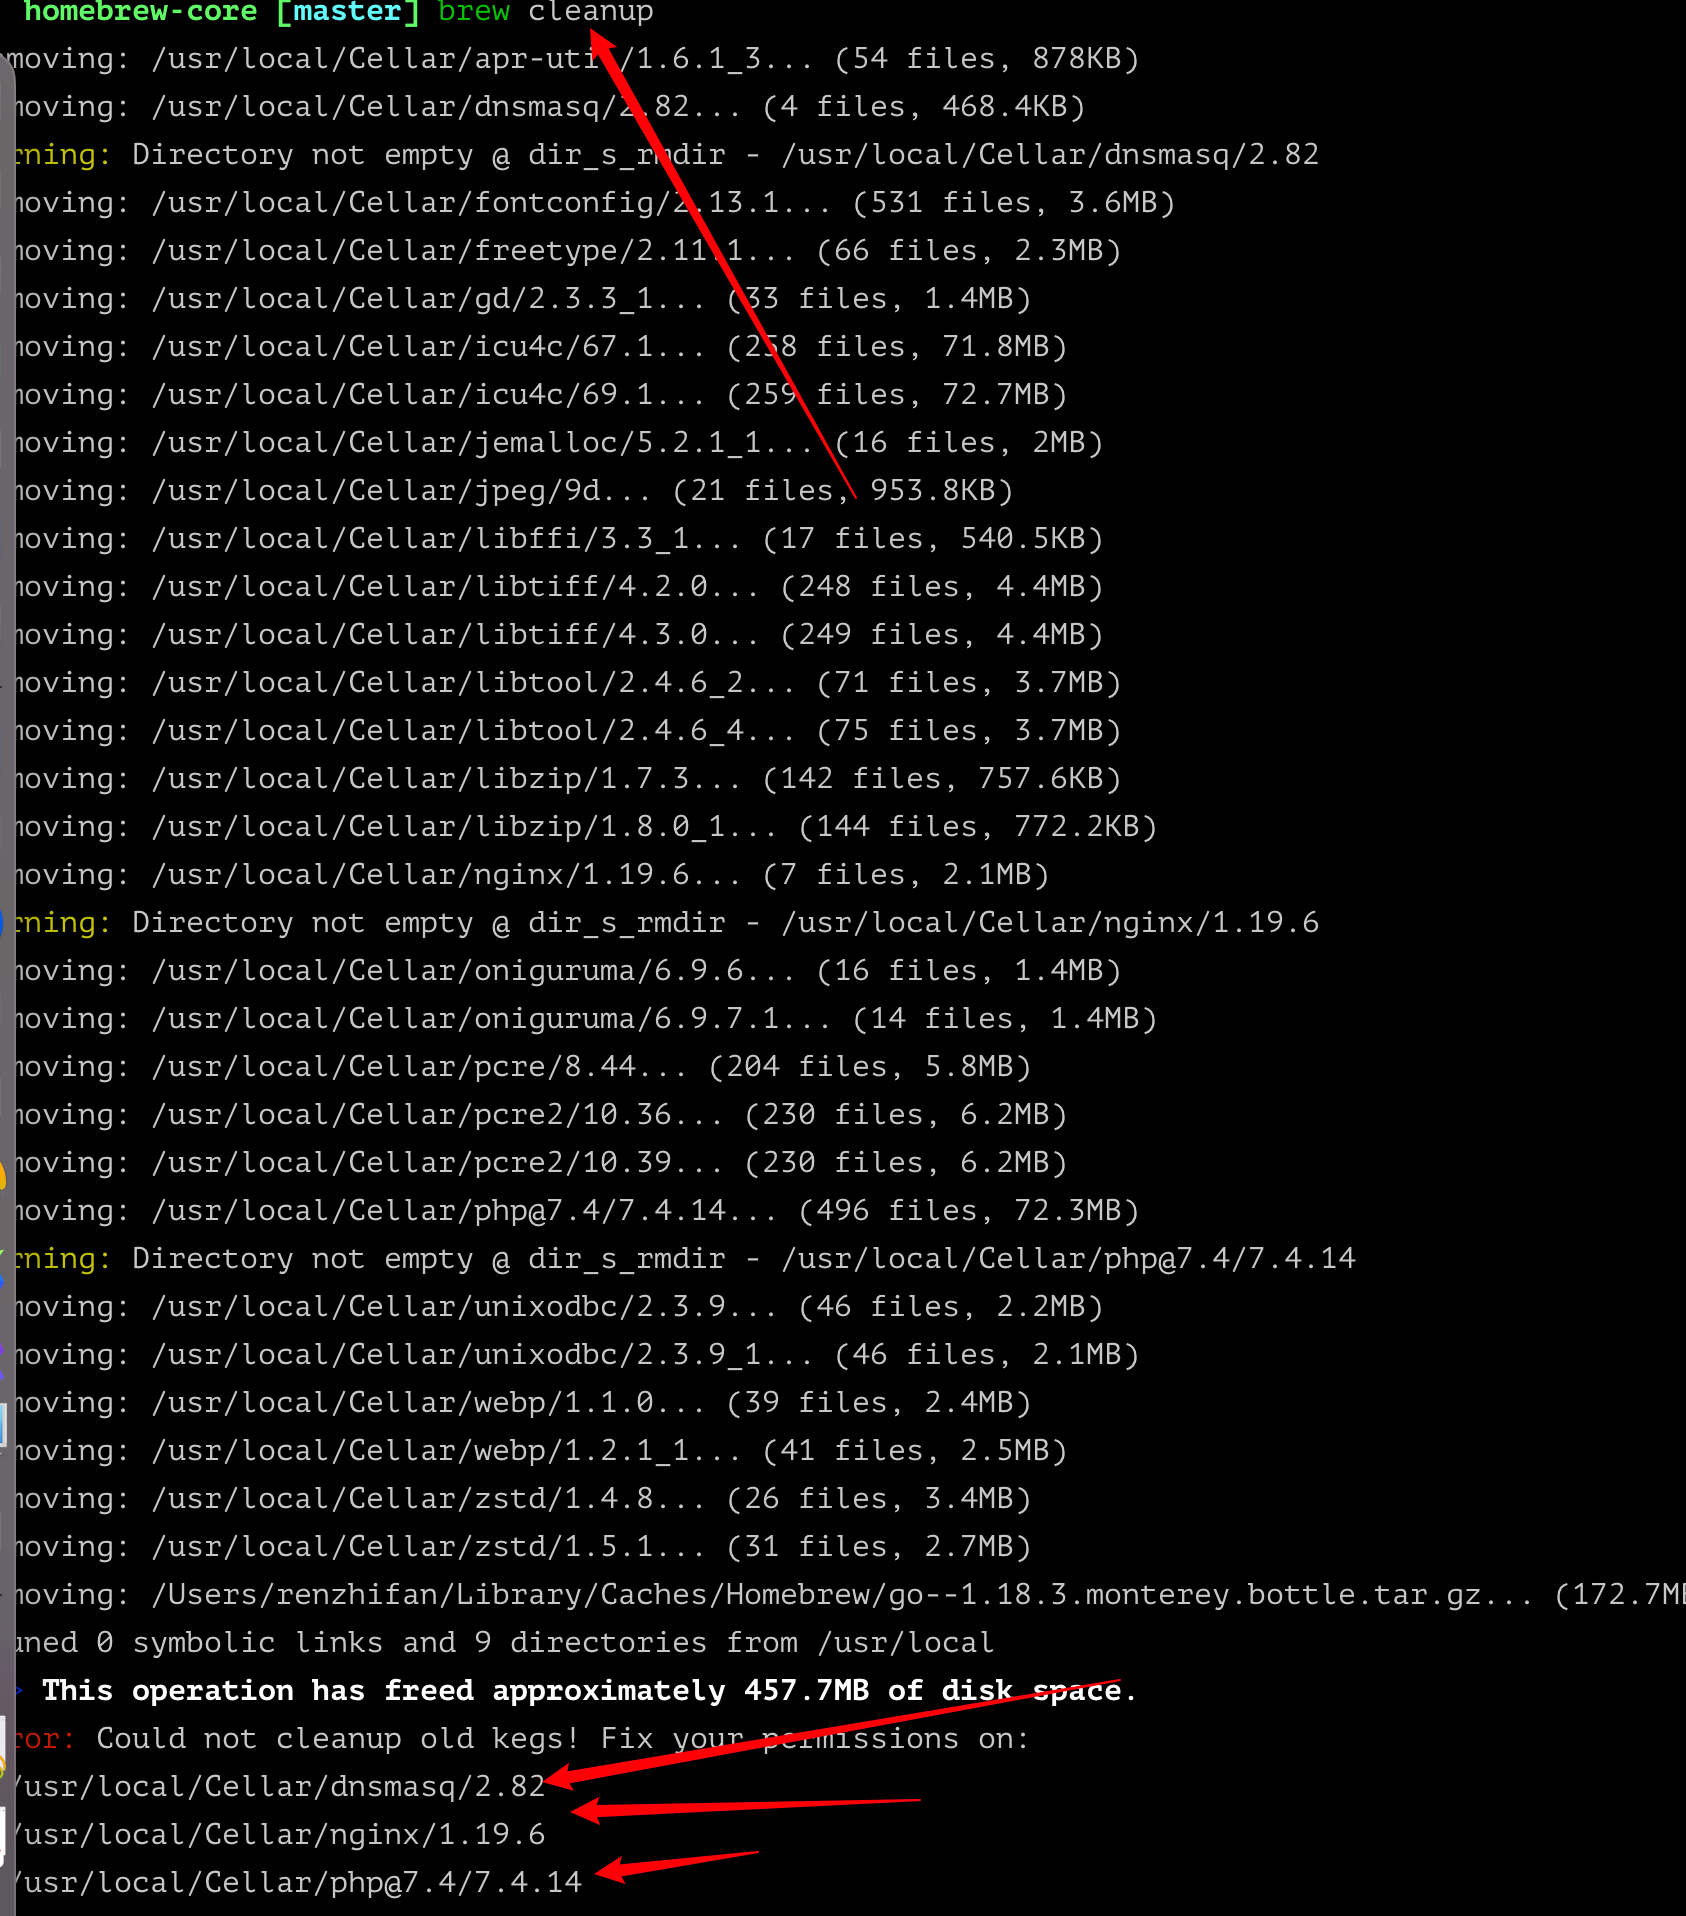 homebrew-core [master] brew cleanup
moving: /usr/local/Cellar/apr-util/1.6.1_3... (54 files, 878KB)
moving: /usr/local/Cellar/dnsmasq/2.82... (4 files, 468.4KB)
rning: Directory not empty @ dir_s_rmdir - /usr/local/Cellar/dnsmasq/2.82
moving: /usr/local/Cellar/fontconfig/2.13.1... (531 files, 3.6MB)
moving: /usr/local/Cellar/freetype/2.11.1... (66 files, 2.3MB)
moving: /usr/local/Cellar/gd/2.3.3_1... (33 files, 1.4MB)
moving: /usr/local/Cellar/icu4c/67.1... (258 files, 71.8MB)
moving: /usr/local/Cellar/icu4c/69.1... (259 files, 72.7MB)
moving: /usr/local/Cellar/jemalloc/5.2.1_1... (16 files, 2MB)
moving: /usr/local/Cellar/jpeg/9d... (21 files, 953.8KB)
moving: /usr/local/Cellar/libffi/3.3_1... (17 files, 540.5KB)
moving: /usr/local/Cellar/libtiff/4.2.0... (248 files, 4.4MB)
moving: /usr/local/Cellar/libtiff/4.3.0... (249 files, 4.4MB)
moving: /usr/local/Cellar/libtool/2.4.6_2... (71 files, 3.7MB)
moving: /usr/local/Cellar/libtool/2.4.6_4... (75 files, 3.7MB)
moving: /usr/local/Cellar/libzip/1.7.3... (142 files, 757.6KB)
moving: /usr/local/Cellar/libzip/1.8.0_1... (144 files, 772.2KB)
moving: /usr/local/Cellar/nginx/1.19.6... (7 files, 2.1MB)
rning: Directory not empty @ dir_s_rmdir - /usr/local/Cellar/nginx/1.19.6
moving: /usr/local/Cellar/oniguruma/6.9.6... (16 files, 1.4MB)
moving: /usr/local/Cellar/oniguruma/6.9.7.1... (14 files, 1.4MB)
moving: /usr/local/Cellar/pcre/8.44... (204 files, 5.8MB)
moving: /usr/local/Cellar/pcre2/10.36... (230 files, 6.2MB)
moving: /usr/local/Cellar/pcre2/10.39... (230 files, 6.2MB)
moving: /usr/local/Cellar/php@7.4/7.4.14... (496 files, 72.3MB)
rning: Directory not empty @ dir_s_rmdir - /usr/local/Cellar/php@7.4/7.4.14
moving: /usr/local/Cellar/unixodbc/2.3.9... (46 files, 2.2MB)
moving: /usr/local/Cellar/unixodbc/2.3.9_1... (46 files, 2.1MB)
moving: /usr/local/Cellar/webp/1.1.0... (39 files, 2.4MB)
moving: /usr/local/Cellar/webp/1.2.1_1... (41 files, 2.5MB)
moving: /usr/local/Cellar/zstd/1.4.8... (26 files, 3.4MB)
moving: /usr/local/Cellar/zstd/1.5.1... (31 files, 2.7MB)
moving: /Users/renzhifan/Library/Caches/Homebrew/go--1.18.3.monterey.bottle.tar.gz... (172.7MB
uned 0 symbolic links and 9 directories from /usr/local
> This operation has freed approximately 457.7MB of disk space.
ror: Could not cleanup old kegs! Fix your permissions on:
/usr/local/Cellar/dnsmasq/2.82
/usr/local/Cellar/nginx/1.19.6
/usr/local/Cellar/php@7.4/7.4.14